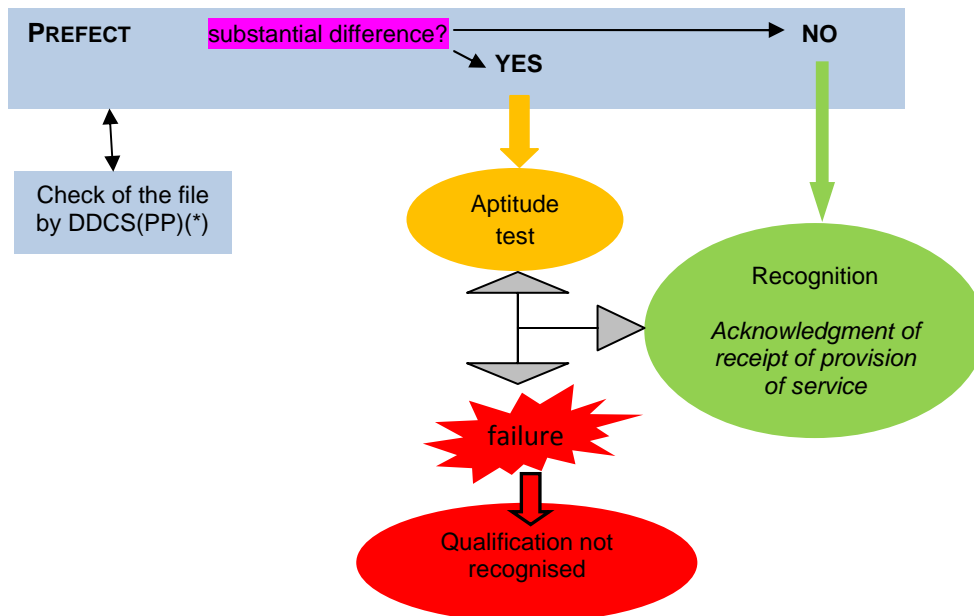 PREFECT substantial difference? NO
YES
Check of the file
by DDCS(PP)(*)
Aptitude
test
Recognition
Acknowledgment of
receipt of provision
of service
failure
Qualification not
recognised